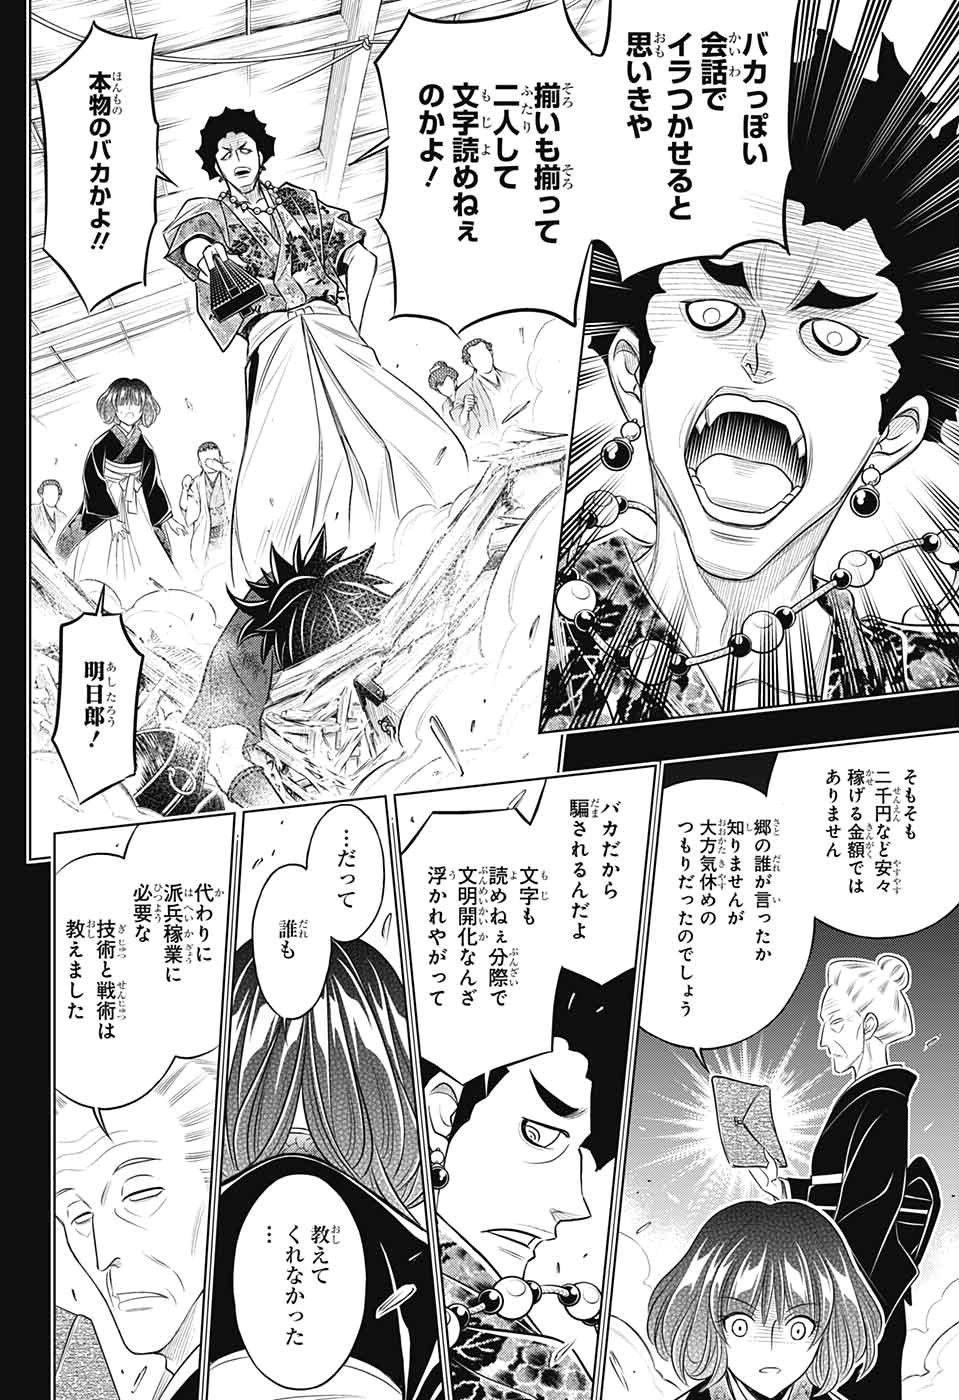 バカっぽい
会話で
イラつかせると
思いきや
揃いも揃って
二人して
文字読めねぇ
のかよ!
本物のバカかよ!!
明日郎!
そもそも
二千円など安々
稼げる金額では
ありません
郷の誰が言ったか
知りませんが
大方気休めの
つもりだったのでしょう
バカだから
騙されるんだよ
文字も
読めねぇ分際で
文明開化なんざ
浮かれやがって
…だって
誰も
教えて
くれなかった
…
代わりに
派兵稼業に
必要な
技術と戦術は
教えました